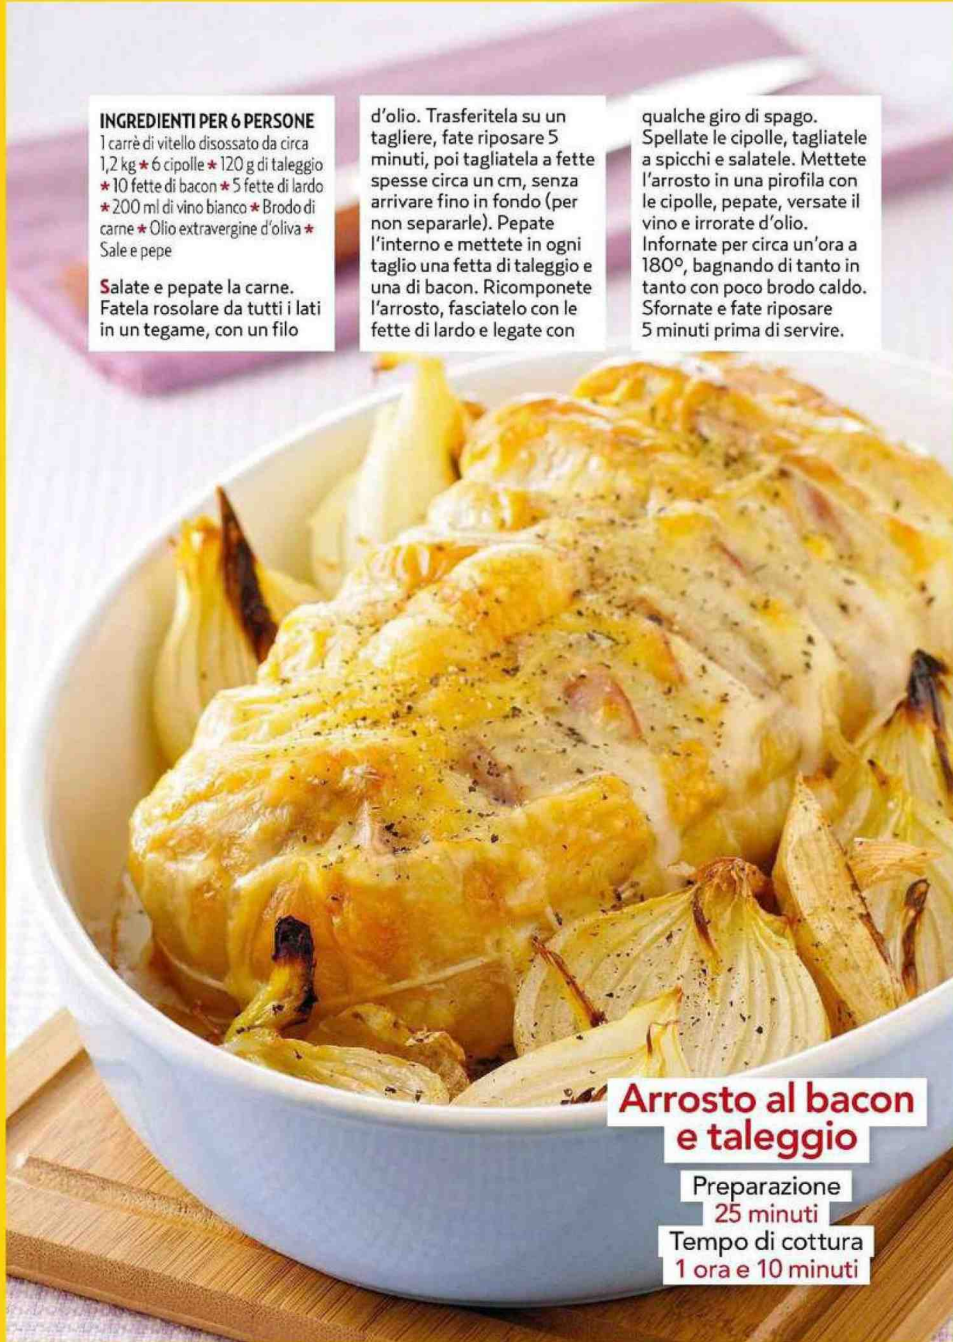 INGREDIENTI PER 6 PERSONE
1 carrè di vitello disossato da circa
1,2 kg * 6 cipolle * 120 g di taleggio
* 10 fette di bacon * 5 fette di lardo
* 200 ml di vino bianco * Brodo di
carne * Olio extravergine d'oliva *
Sale e pepe
Salate e pepate la carne.
Fatela rosolare da tutti i lati
in un tegame, con un filo
d'olio. Trasferitela su un
tagliere, fate riposare 5
minuti, poi tagliatela a fette
spesse circa un cm, senza
arrivare fino in fondo (per
non separarle). Pepate
l'interno e mettete in ogni
taglio una fetta di taleggio e
una di bacon. Ricomponete
l'arrosto, fasciatelo con le
fette di lardo e legate con
qualche giro di spago.
Spellate le cipolle, tagliatele
a spicchi e salatele. Mettete
l'arrosto in una pirofila con
le cipolle, pepate, versate il
vino e irrorate d'olio.
Infornate per circa un'ora a
180º, bagnando di tanto in
tanto con poco brodo caldo.
Sfornate e fate riposare
5 minuti prima di servire.
Arrosto al bacon
e taleggio
Preparazione
25 minuti
Tempo di cottura
1 ora e 10 minuti